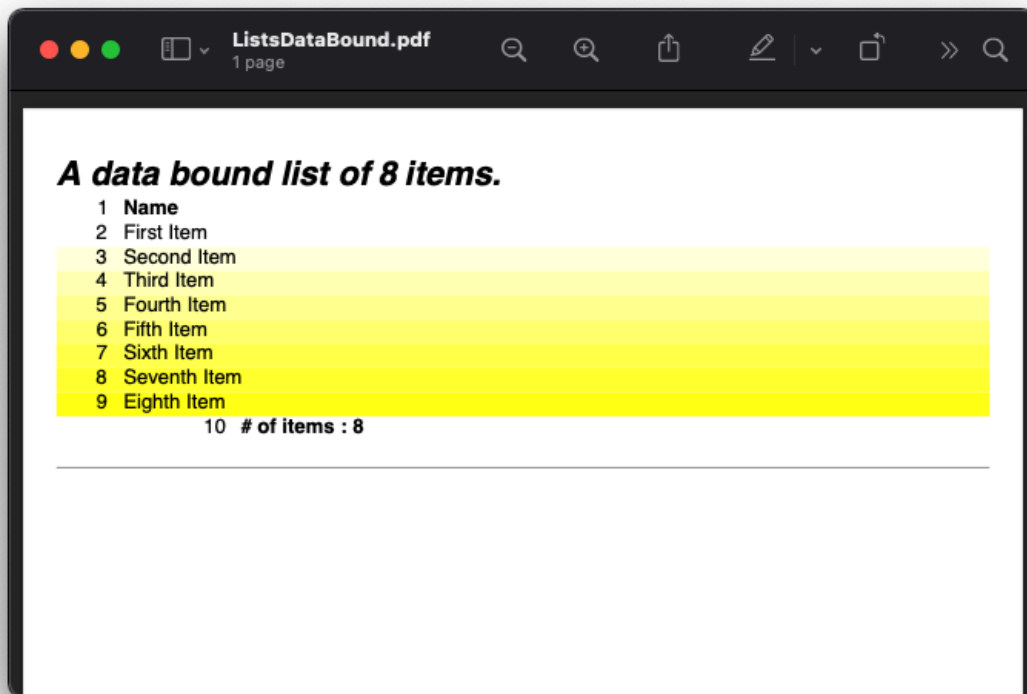 ListsDataBound.pdf
1 page
A data bound list of 8 items.
1 Name
2 First Item
3 Second Item
4 Third Item
5 Fourth Item
6 Fifth Item
7 Sixth Item
8 Seventh Item
9 Eighth Item
10 # of items : 8